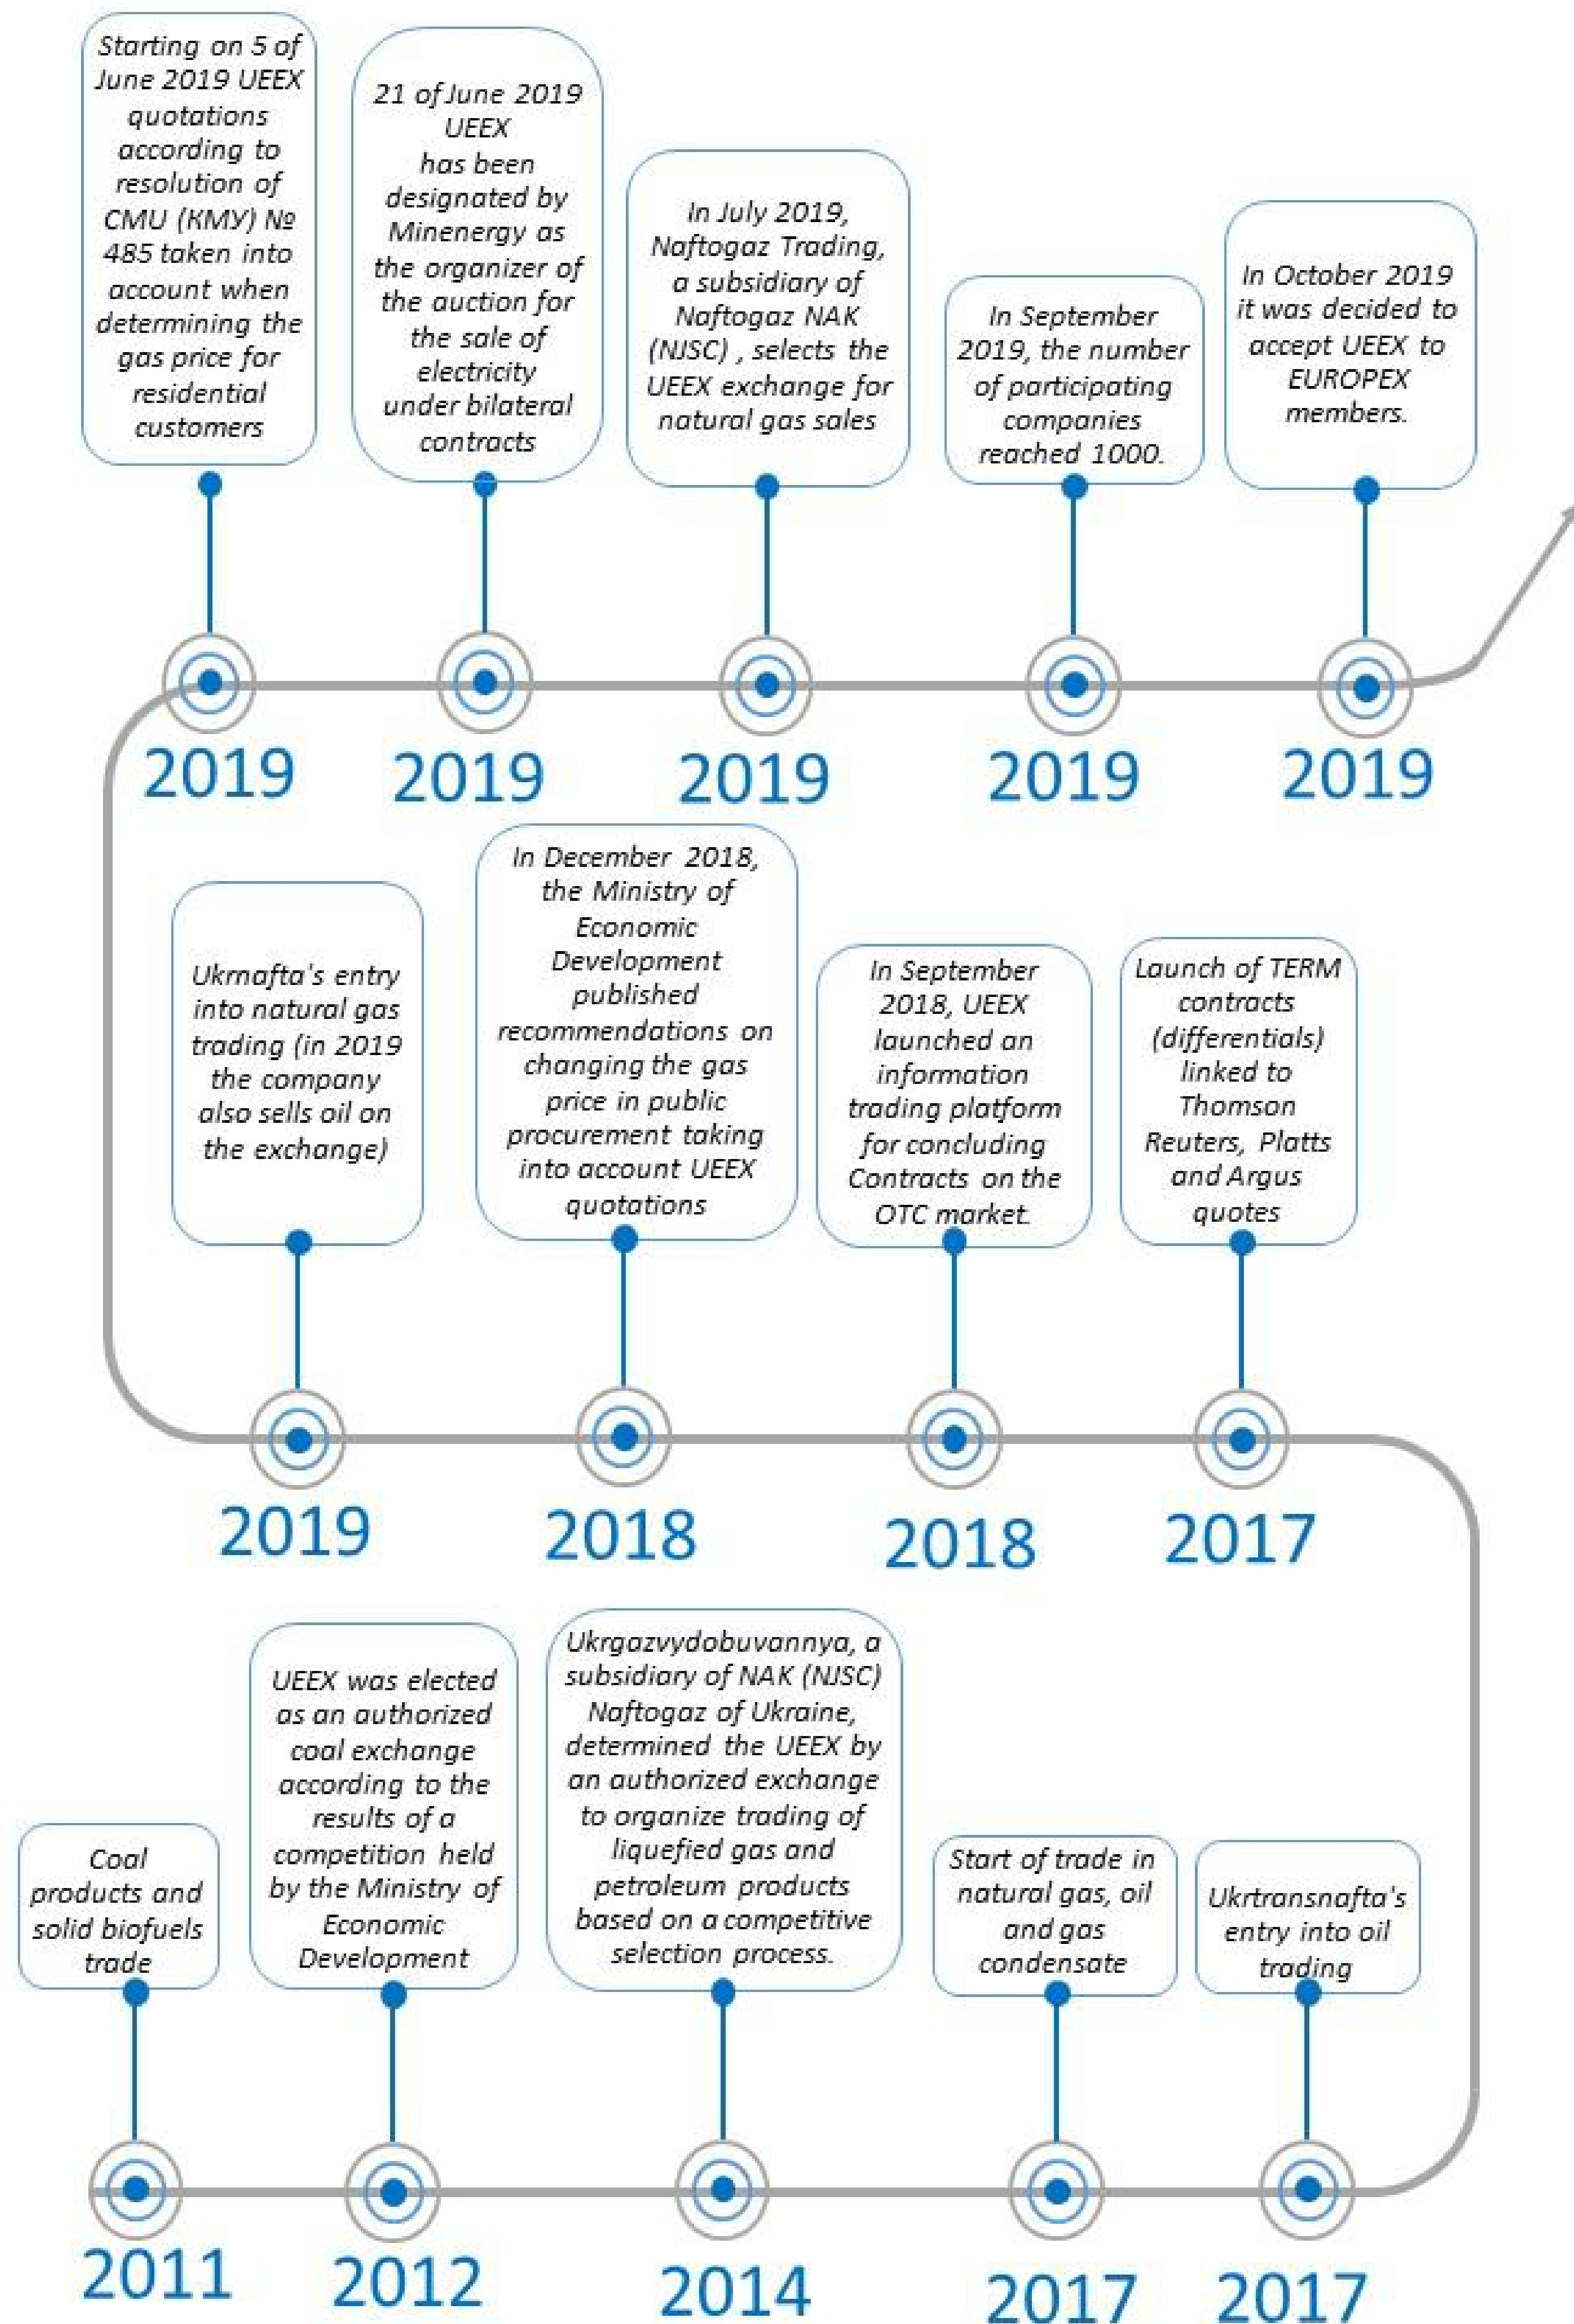 Starting on 5 of
June 2019 UEEX
quotations
according to
resolution of
CMU (КМУ) №
485 taken into
account when
determining the
gas price for
residential
customers
21 of June 2019
UEEX
has been
designated by
Minenergy as
the organizer of
the auction for
the sale of
electricity
under bilateral
contracts
In July 2019,
Naftogaz Trading,
a subsidiary of
Naftogaz NAK
(NJSC) , selects the
UEEX exchange for
natural gas sales
In September
2019, the number
of participating
companies
reached 1000.
In October 2019
it was decided to
accept UEEX to
EUROPEX
members.
2019
2019
2019
2019
2019
Ukrnafta's entry
into natural gas
trading (in 2019
the company
also sells oil on
the exchange)
In December 2018,
the Ministry of
Economic
Development
published
recommendations on
changing the gas
price in public
procurement taking
into account UEEX
quotations
In September
2018, UEEX
launched an
information
trading platform
for concluding
Contracts on the
OTC market.
Launch of TERM
contracts
(differentials)
linked to
Thomson
Reuters, Platts
and Argus
quotes
2019
2018
2018
2017
Coal
products and
solid biofuels
trade
UEEX was elected
as an authorized
coal exchange
according to the
results of a
competition held
by the Ministry of
Economic
Development
Ukrgazvydobuvannya, a
subsidiary of NAK (NJSC)
Naftogaz of Ukraine,
determined the UEEX by
an authorized exchange
to organize trading of
liquefied gas and
petroleum products
based on a competitive
selection process.
Start of trade in
natural gas, oil
and gas
condensate
Ukrtransnafta's
entry into oil
trading
2011
2012
2014
2017
2017